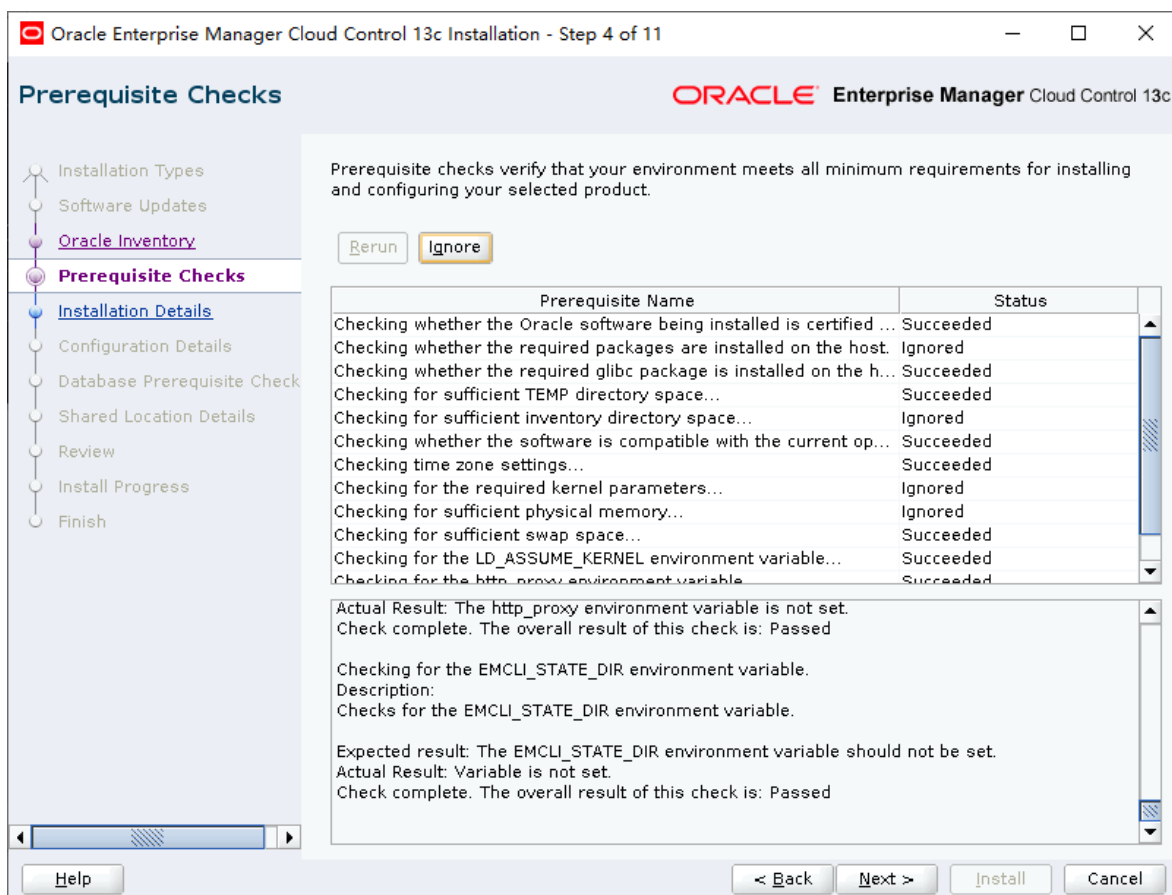 Oracle Enterprise Manager Cloud Control 13c Installation - Step 4 of 11
Prerequisite Checks
ORACLE Enterprise Manager Cloud Control 13c
Installation Types
Software Updates
Oracle Inventory
Prerequisite Checks
Installation Details
Configuration Details
Database Prerequisite Check
Shared Location Details
Review
Install Progress
Finish
Prerequisite checks verify that your environment meets all minimum requirements for installing
and configuring your selected product.
Rerun Ignore
Prerequisite Name Status
Checking whether the Oracle software being installed is certified ... Succeeded
Checking whether the required packages are installed on the host. Ignored
Checking whether the required glibc package is installed on the h... Succeeded
Checking for sufficient TEMP directory space... Succeeded
Checking for sufficient inventory directory space... Ignored
Checking whether the software is compatible with the current op... Succeeded
Checking time zone settings... Succeeded
Checking for the required kernel parameters... Ignored
Checking for sufficient physical memory... Ignored
Checking for sufficient swap space... Succeeded
Checking for the LD_ASSUME_KERNEL environment variable... Succeeded
Checking for the http_proxy environment variable Succeeded
Actual Result: The http_proxy environment variable is not set.
Check complete. The overall result of this check is: Passed
Checking for the EMCLI_STATE_DIR environment variable.
Description:
Checks for the EMCLI_STATE_DIR environment variable.
Expected result: The EMCLI_STATE_DIR environment variable should not be set.
Actual Result: Variable is not set.
Check complete. The overall result of this check is: Passed
Help < Back Next > Install Cancel